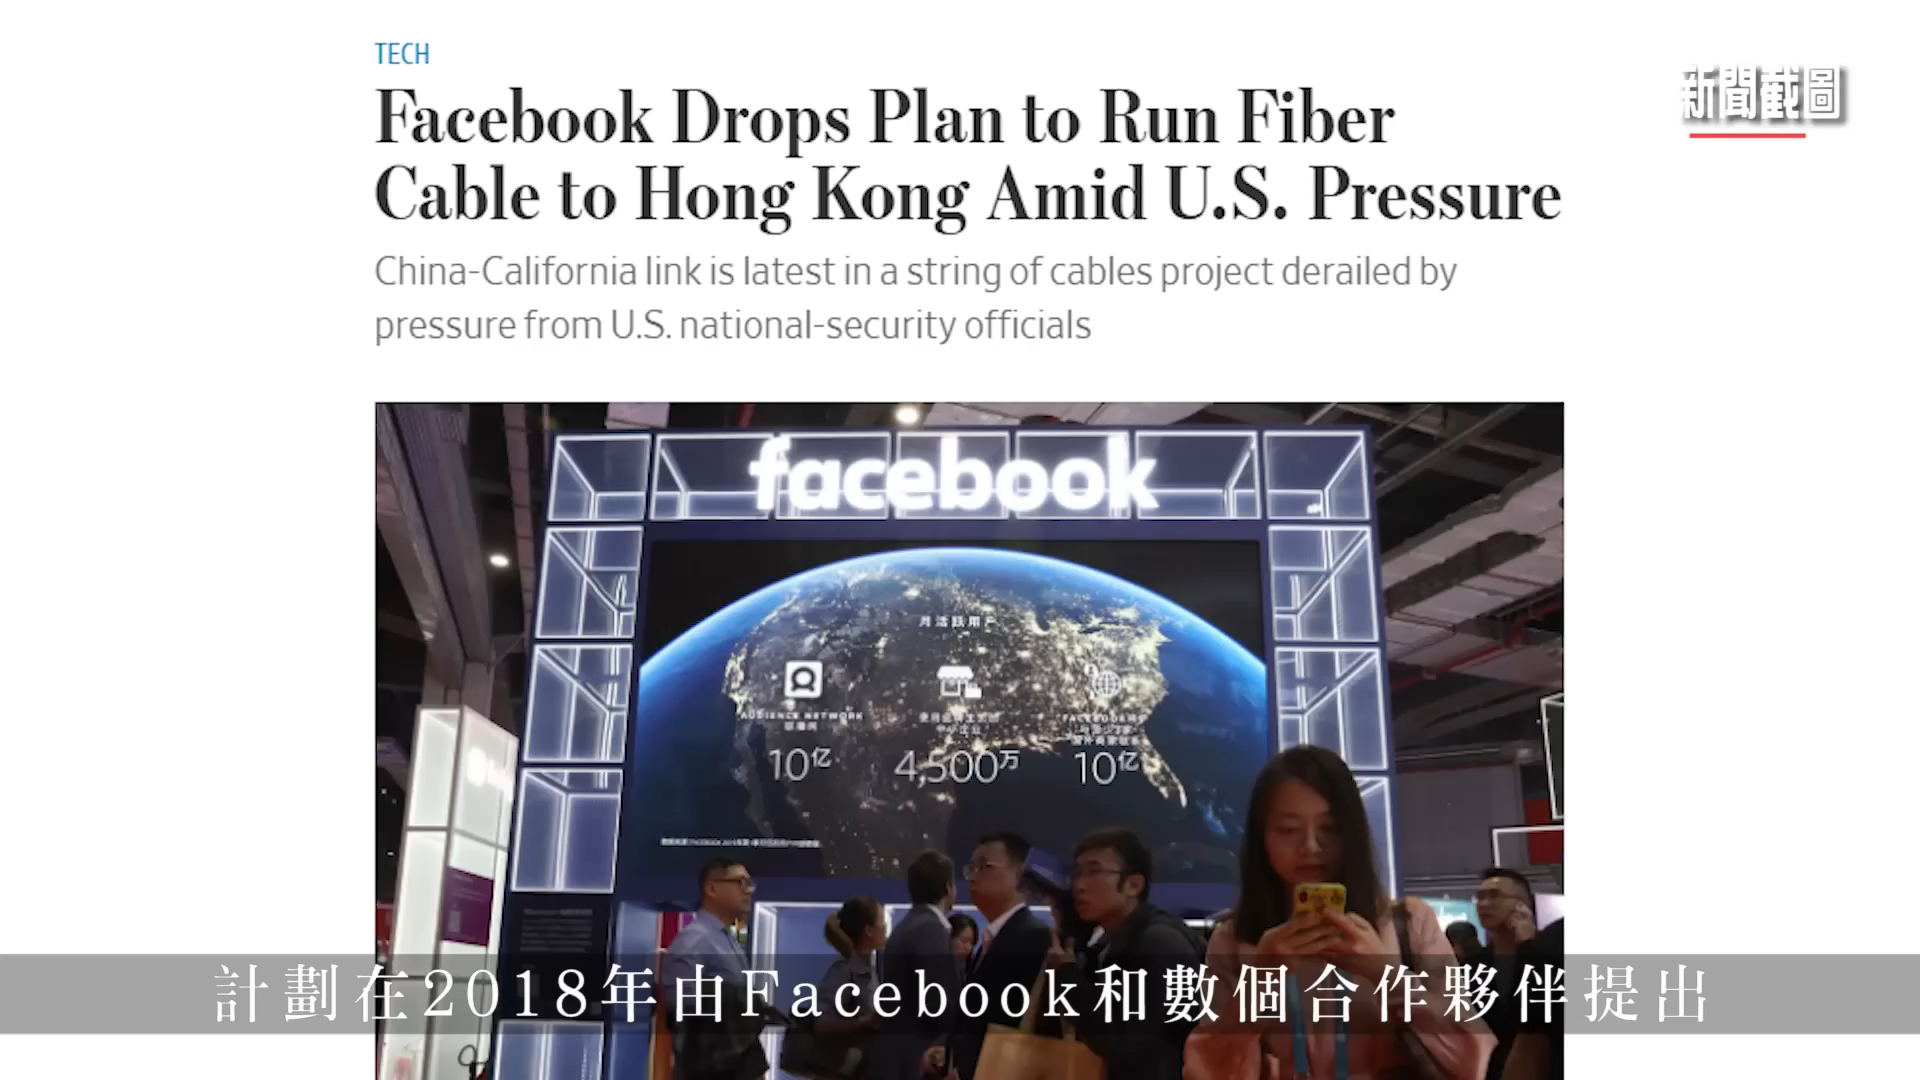 TECH
新聞截圖
Facebook Drops Plan to Run Fiber
Cable to Hong Kong Amid U.S. Pressure
China-California link is latest in a string of cables project derailed by
pressure from U.S. national-security officials
facebook
月活跃用户
AUDIENCE NETWORK
10亿
4,500万
10亿
計劃在2018年由Facebook和數個合作夥伴提出